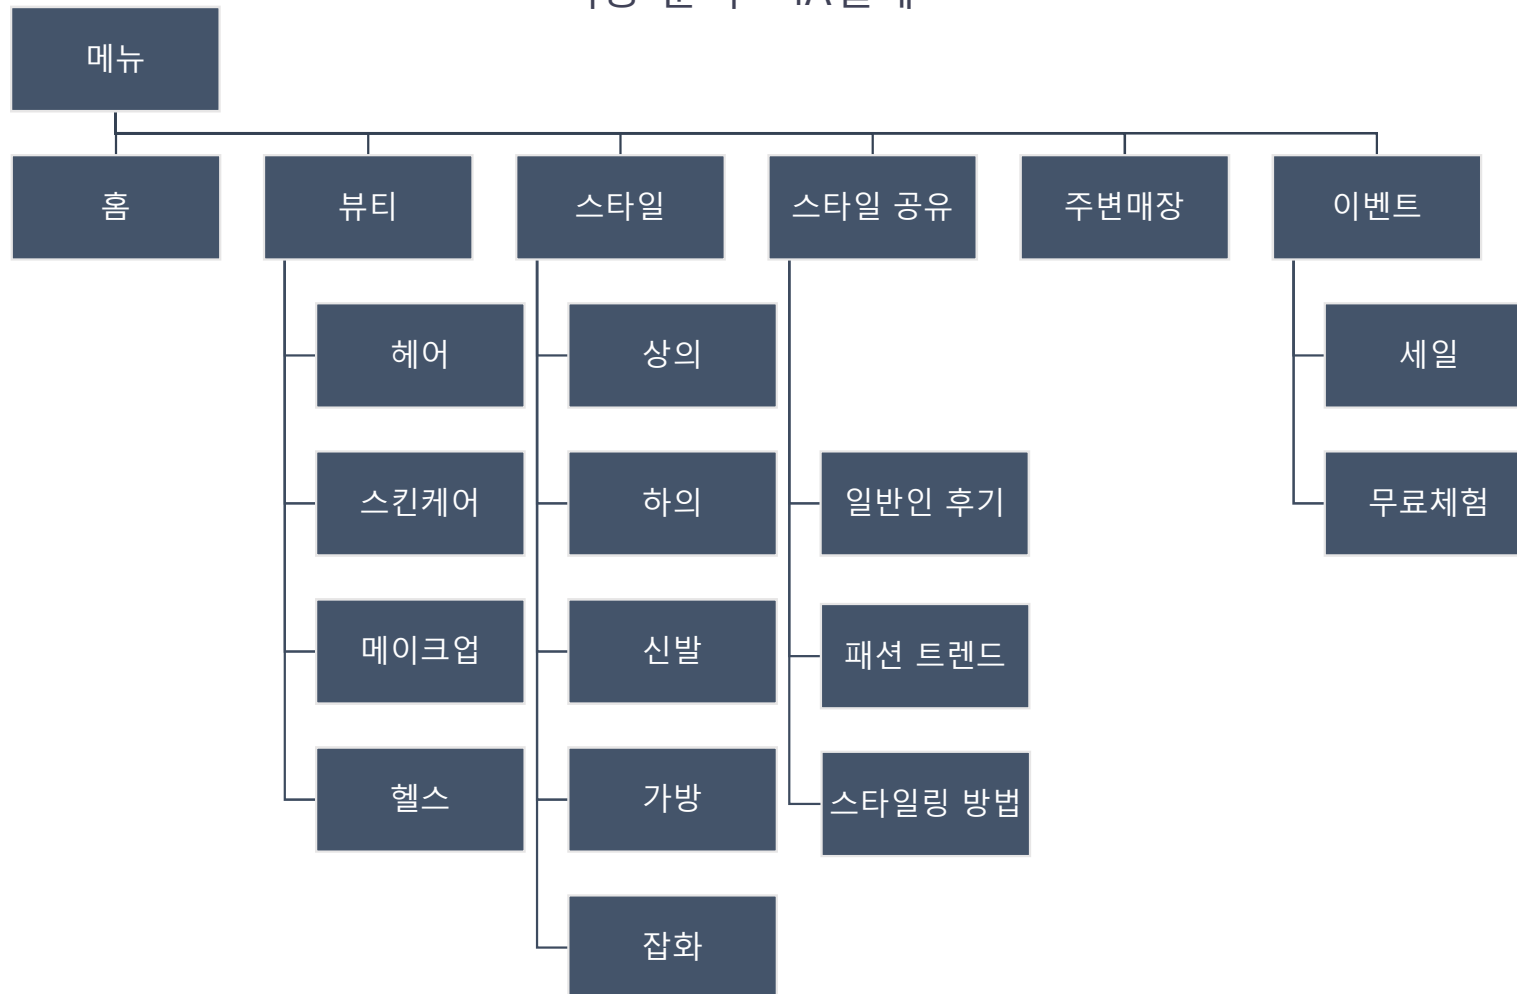 메뉴
홈
뷰티
스타일
스타일 공유
주변매장
이벤트
헤어
상의
세일
스킨케어
하의
일반인 후기
무료체험
메이크업
신발
패션 트렌드
헬스
가방
스타일링 방법
잡화